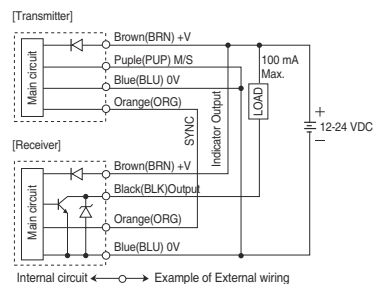 [Transmitter]
Brown(BRN) +V
Puple(PUP) M/S
Blue(BLU) 0V
Orange(ORG)
Main circuit
SYNC
Indicator Output
100 mA
Max.
LOAD
+
12-24 VDC
−
[Receiver]
Brown(BRN) +V
Black(BLK)Output
Orange(ORG)
Blue(BLU) 0V
Main circuit
Internal circuit Example of External wiring